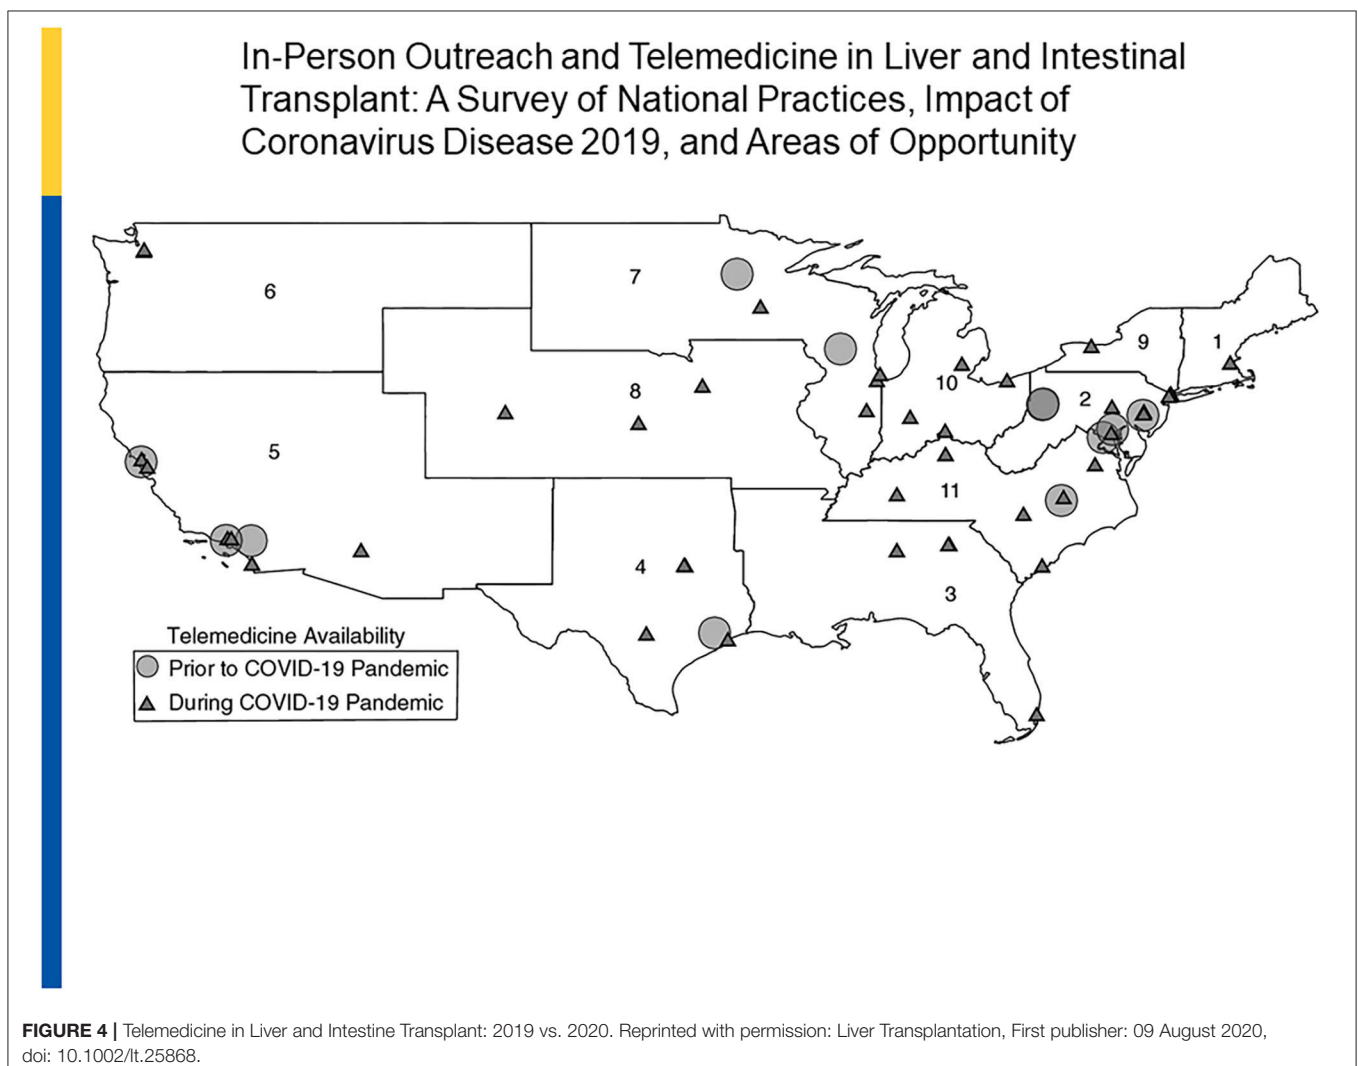 In-Person Outreach and Telemedicine in Liver and Intestinal
Transplant: A Survey of National Practices, Impact of
Coronavirus Disease 2019, and Areas of Opportunity
6
7
9
1
8
10
2
5
11
4
3
Telemedicine Availability
Prior to COVID-19 Pandemic
During COVID-19 Pandemic
FIGURE 4 | Telemedicine in Liver and Intestine Transplant: 2019 vs. 2020. Reprinted with permission: Liver Transplantation, First publisher: 09 August 2020,
doi: 10.1002/lt.25868.